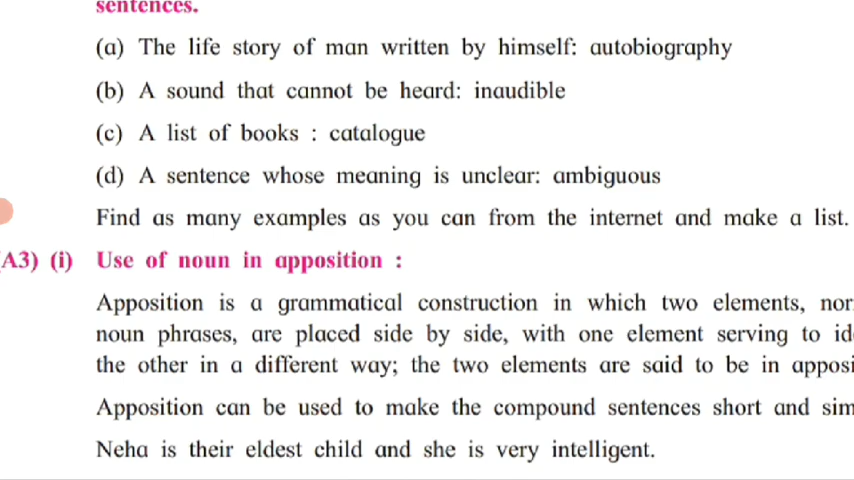 sentences.
(a) The life story of man written by himself: autobiography
(b) A sound that cannot be heard: inaudible
(c) A list of books : catalogue
(d) A sentence whose meaning is unclear: ambiguous
Find as many examples as you can from the internet and make a list.
(A3) (i) Use of noun in apposition :
Apposition is a grammatical construction in which two elements,
noun phrases, are placed side by side, with one element serving to
the other in a different way; the two elements are said to be in
Apposition can be used to make the compound sentences short and
Neha is their eldest child and she is very intelligent.